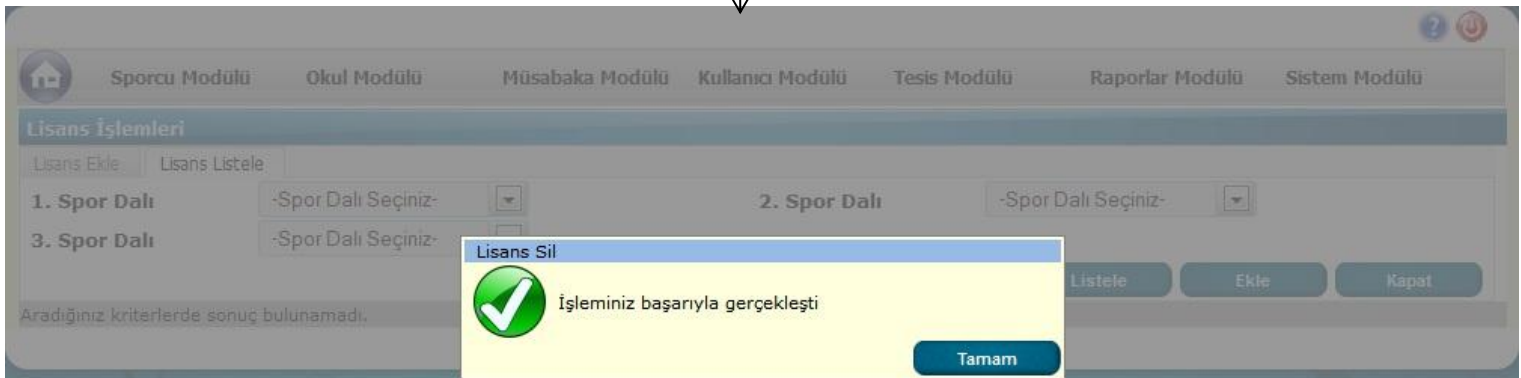 ?
Sporcu Modülü Okul Modülü Müsabaka Modülü Kullanıcı Modülü Tesis Modülü Raporlar Modülü Sistem Modülü
Lisans İşlemleri
Lisans Ekle Lisans Listele
1. Spor Dalı -Spor Dalı Seçiniz- 2. Spor Dalı -Spor Dalı Seçiniz-
3. Spor Dalı -Spor Dalı Seçiniz-
Lisans Sil
Listele Ekle Kapat
İşleminiz başarıyla gerçekleşti
Aradığınız kriterlerde sonuç bulunamadı.
Tamam